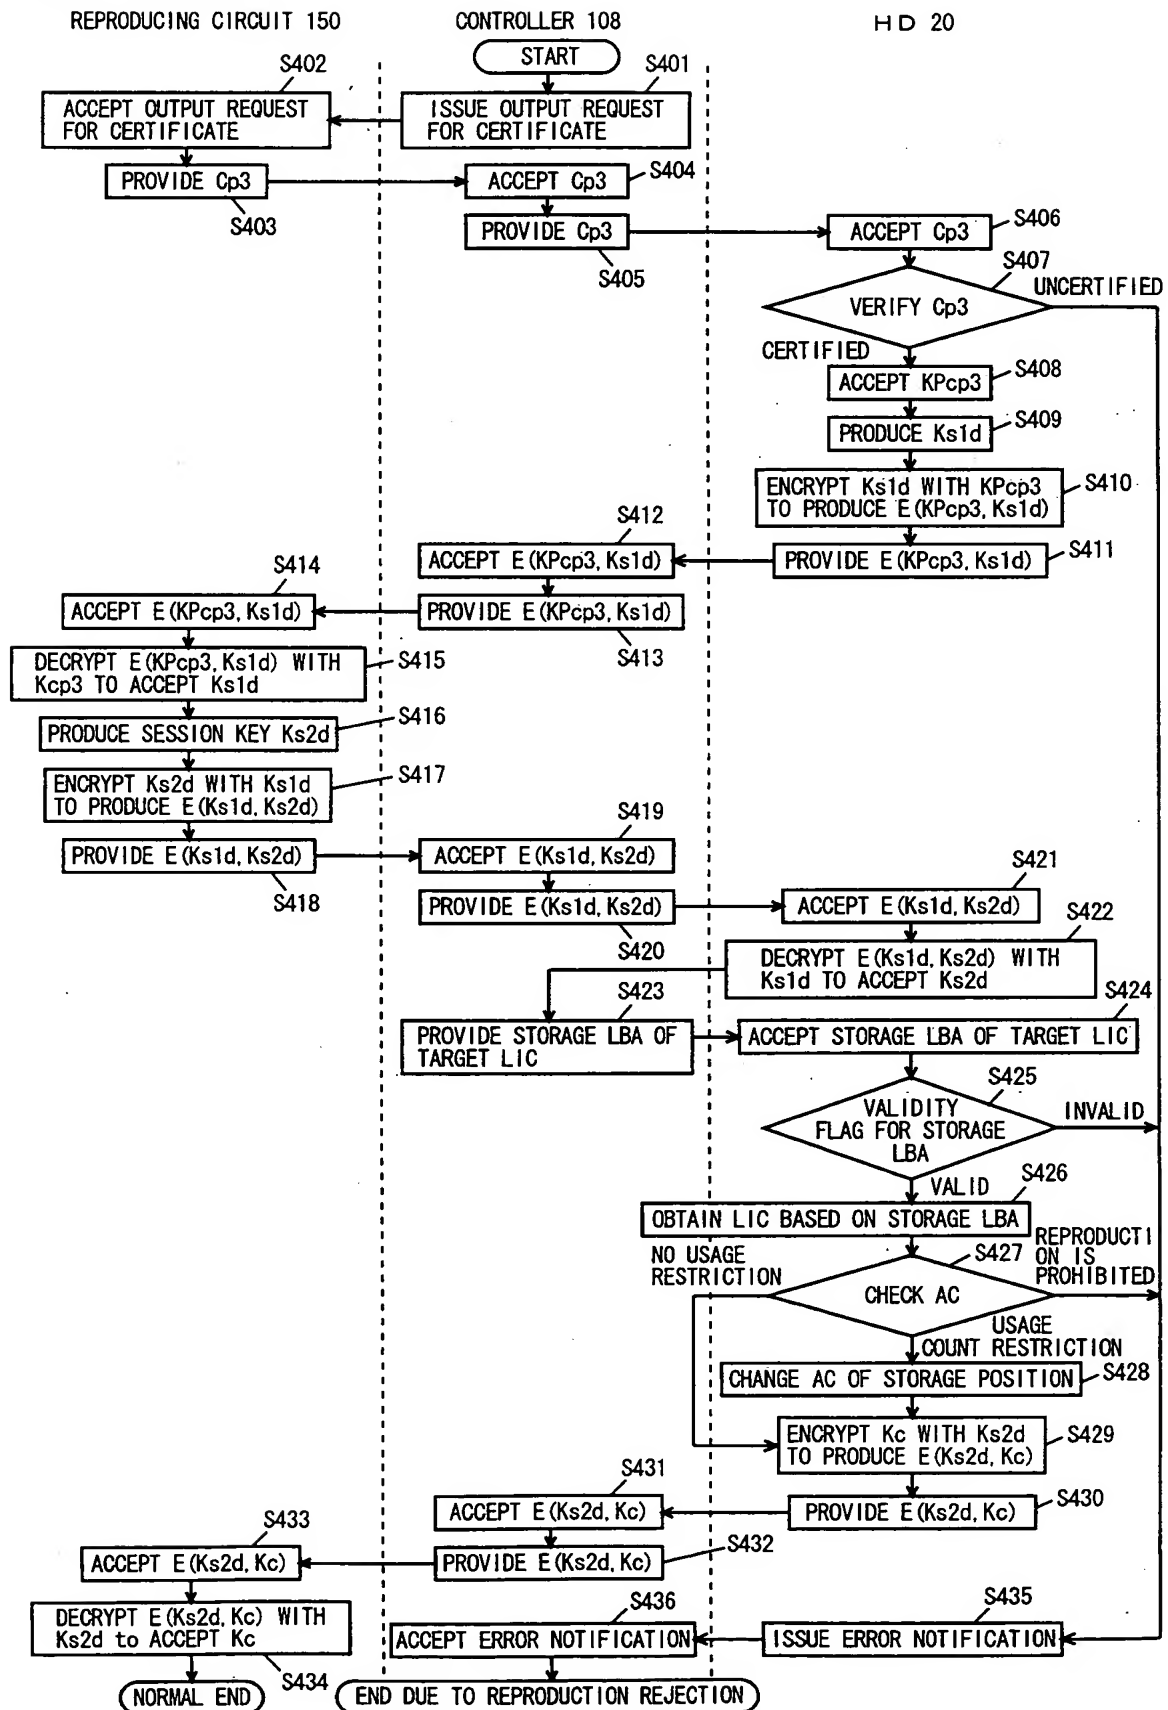 REPRODUCING CIRCUIT 150
CONTROLLER 108
HD 20
START
S402
S401
ACCEPT OUTPUT REQUEST
FOR CERTIFICATE
ISSUE OUTPUT REQUEST
FOR CERTIFICATE
PROVIDE Cp3
S403
ACCEPT Cp3
S404
PROVIDE Cp3
S405
ACCEPT Cp3
S406
S407
UNCERTIFIED
VERIFY Cp3
CERTIFIED
ACCEPT KPcp3
S408
PRODUCE Ks1d
S409
ENCRYPT Ks1d WITH KPcp3
TO PRODUCE E(KPcp3, Ks1d)
S410
S412
ACCEPT E(KPcp3, Ks1d)
PROVIDE E(KPcp3, Ks1d)
S411
S414
ACCEPT E(KPcp3, Ks1d)
PROVIDE E(KPcp3, Ks1d)
S413
DECRYPT E(KPcp3, Ks1d) WITH
Kcp3 TO ACCEPT Ks1d
S415
PRODUCE SESSION KEY Ks2d
S416
ENCRYPT Ks2d WITH Ks1d
TO PRODUCE E(Ks1d, Ks2d)
S417
PROVIDE E(Ks1d, Ks2d)
S418
S419
ACCEPT E(Ks1d, Ks2d)
PROVIDE E(Ks1d, Ks2d)
S420
S421
ACCEPT E(Ks1d, Ks2d)
S422
DECRYPT E(Ks1d, Ks2d) WITH
Ks1d TO ACCEPT Ks2d
S423
PROVIDE STORAGE LBA OF
TARGET LIC
S424
ACCEPT STORAGE LBA OF TARGET LIC
S425
VALIDITY
FLAG FOR STORAGE
LBA
INVALID
VALID
S426
OBTAIN LIC BASED ON STORAGE LBA
NO USAGE
RESTRICTION
S427
REPRODUCTI
ON IS
PROHIBITED
CHECK AC
USAGE
COUNT RESTRICTION
CHANGE AC OF STORAGE POSITION
S428
ENCRYPT Kc WITH Ks2d
TO PRODUCE E(Ks2d, Kc)
S429
S431
ACCEPT E(Ks2d, Kc)
PROVIDE E(Ks2d, Kc)
S430
S433
ACCEPT E(Ks2d, Kc)
PROVIDE E(Ks2d, Kc)
S432
DECRYPT E(Ks2d, Kc) WITH
Ks2d to ACCEPT Kc
S434
S436
ACCEPT ERROR NOTIFICATION
S435
ISSUE ERROR NOTIFICATION
NORMAL END
END DUE TO REPRODUCTION REJECTION